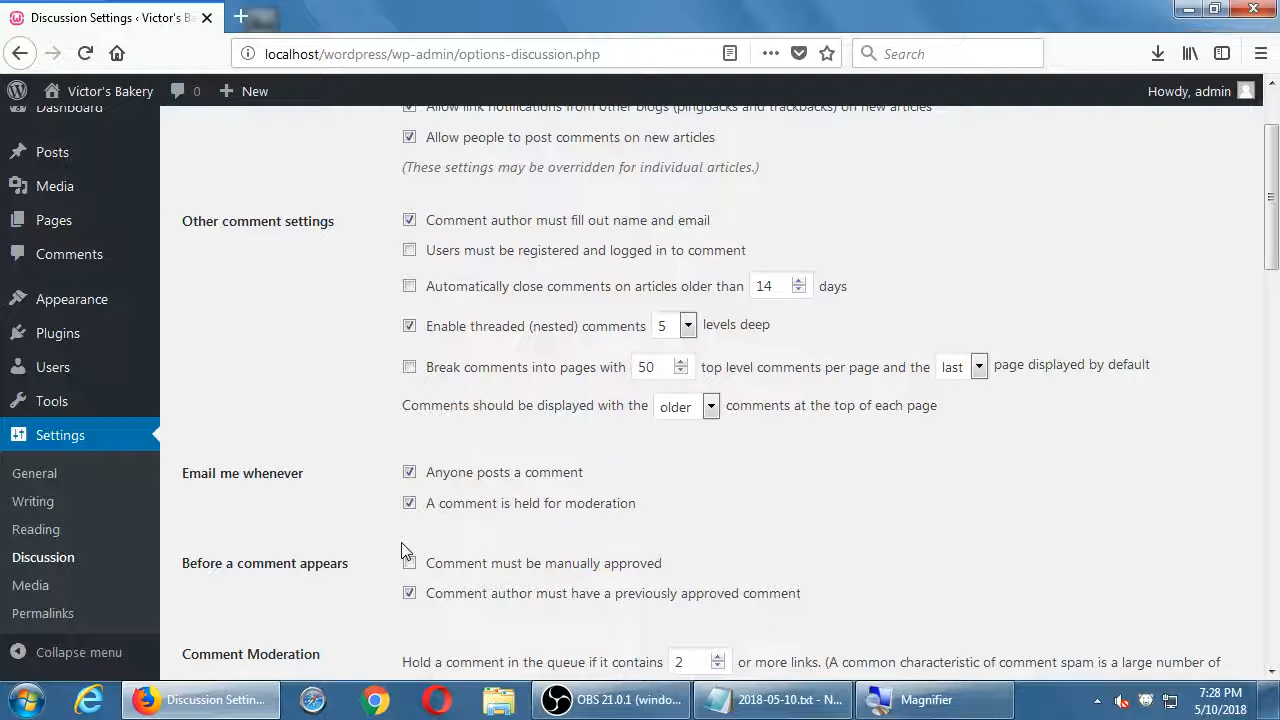 Discussion Settings ‹ Victor's Ba
localhost/wordpress/wp-admin/options-discussion.php
Search
Victor's Bakery
0
New
Howdy, admin
Dashboard
Posts
Media
Pages
Comments
Appearance
Plugins
Users
Tools
Settings
General
Writing
Reading
Discussion
Media
Permalinks
Collapse menu
Allow link notifications from other blogs (pingbacks and trackbacks) on new articles
Allow people to post comments on new articles
(These settings may be overridden for individual articles.)
Other comment settings
Comment author must fill out name and email
Users must be registered and logged in to comment
Automatically close comments on articles older than 14 days
Enable threaded (nested) comments 5 levels deep
Break comments into pages with 50 top level comments per page and the last page displayed by default
Comments should be displayed with the older comments at the top of each page
Email me whenever
Anyone posts a comment
A comment is held for moderation
Before a comment appears
Comment must be manually approved
Comment author must have a previously approved comment
Comment Moderation
Hold a comment in the queue if it contains 2 or more links. (A common characteristic of comment spam is a large number of
Discussion Settin...
OBS 21.0.1 (windo...
2018-05-10.txt - N...
Magnifier
7:28 PM
5/10/2018